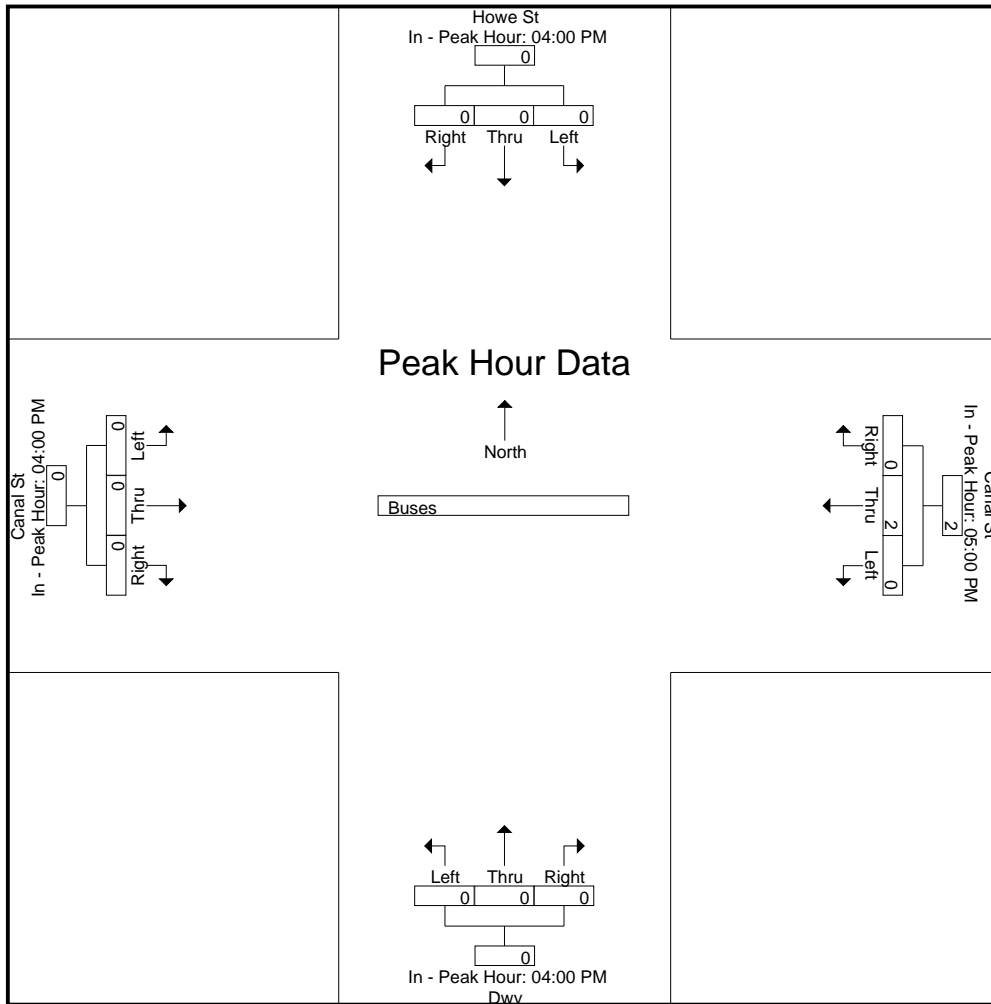 Howe St
In - Peak Hour: 04:00 PM
0
0 0 0
Right Thru Left
Peak Hour Data
North
Buses
Canal St
In - Peak Hour: 04:00 PM
0
0 0 0
Left Thru Right
Canal St
In - Peak Hour: 05:00 PM
2
0 2 0
Right Thru Left
Left Thru Right
0 0 0
0
In - Peak Hour: 04:00 PM
Dwy